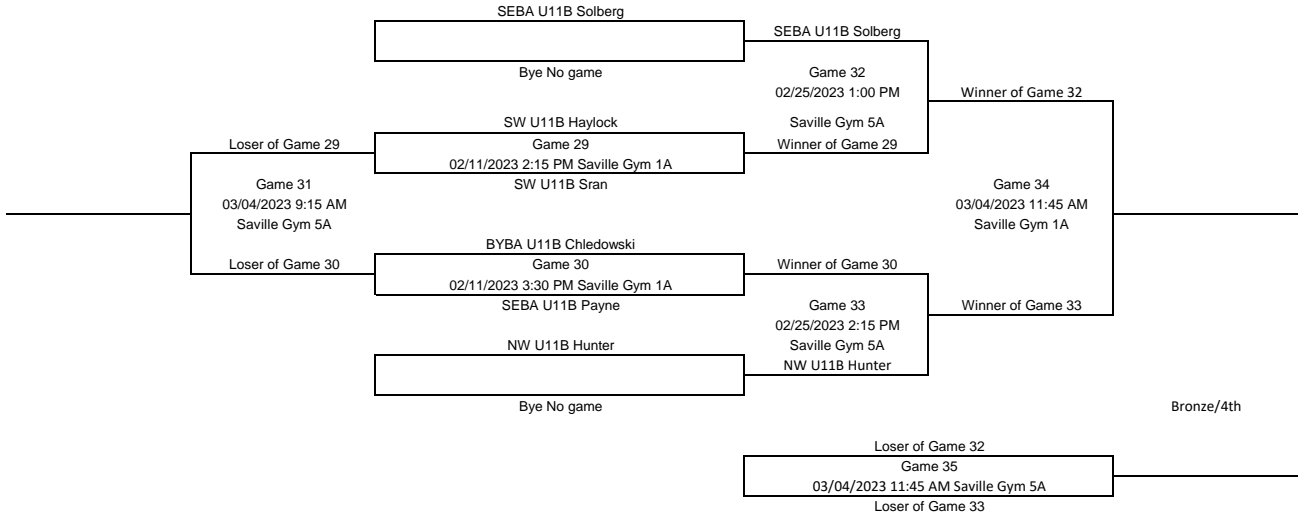 SEBA U11B Solberg
SEBA U11B Solberg
Bye No game
Game 32
02/25/2023 1:00 PM
Winner of Game 32
SW U11B Haylock
Saville Gym 5A
Loser of Game 29
Game 29
Winner of Game 29
02/11/2023 2:15 PM Saville Gym 1A
Game 31
SW U11B Sran
Game 34
03/04/2023 9:15 AM
03/04/2023 11:45 AM
Saville Gym 5A
Saville Gym 1A
BYBA U11B Chledowski
Loser of Game 30
Game 30
Winner of Game 30
02/11/2023 3:30 PM Saville Gym 1A
SEBA U11B Payne
Game 33
Winner of Game 33
02/25/2023 2:15 PM
NW U11B Hunter
Saville Gym 5A
NW U11B Hunter
Bye No game
Bronze/4th
Loser of Game 32
Game 35
03/04/2023 11:45 AM Saville Gym 5A
Loser of Game 33